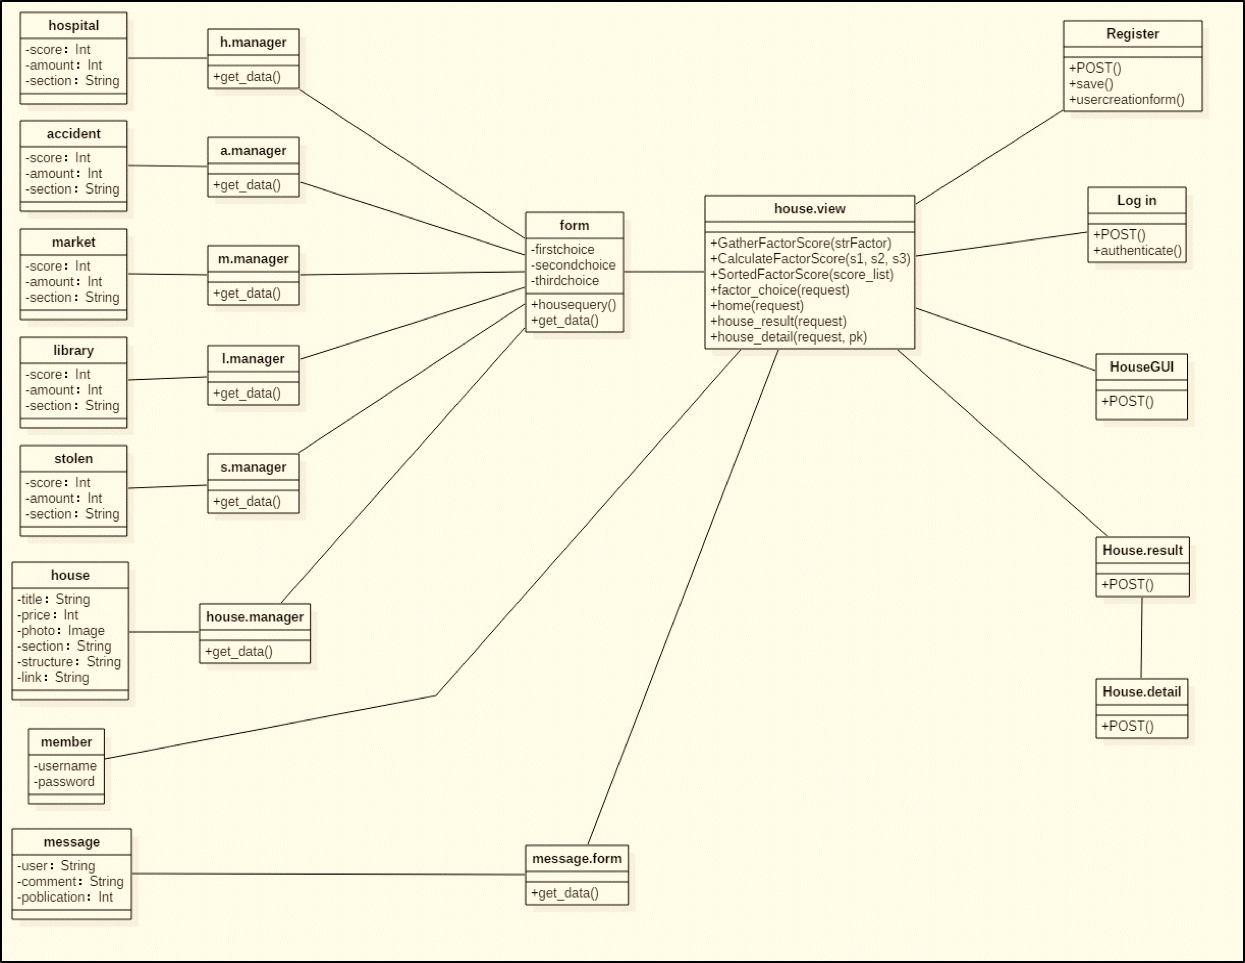 hospital
-score: Int
-amount: Int
-section: String
h.manager
+get_data()
accident
-score: Int
-amount: Int
-section: String
a.manager
+get_data()
market
-score: Int
-amount: Int
-section: String
m.manager
+get_data()
library
-score: Int
-amount: Int
-section: String
l.manager
+get_data()
stolen
-score: Int
-amount: Int
-section: String
s.manager
+get_data()
house
-title: String
-price: Int
-photo: Image
-section: String
-structure: String
-link: String
house.manager
+get_data()
member
-username
-password
message
-user: String
-comment: String
-poblication: Int
message.form
+get_data()
form
-firstchoice
-secondchoice
-thirdchoice
+housequery()
+get_data()
house.view
+GatherFactorScore(strFactor)
+CalculateFactorScore(s1, s2, s3)
+SortedFactorScore(score_list)
+factor_choice(request)
+home(request)
+house_result(request)
+house_detail(request, pk)
Register
+POST()
+save()
+usercreationform()
Log in
+POST()
+authenticate()
HouseGUI
+POST()
House.result
+POST()
House.detail
+POST()